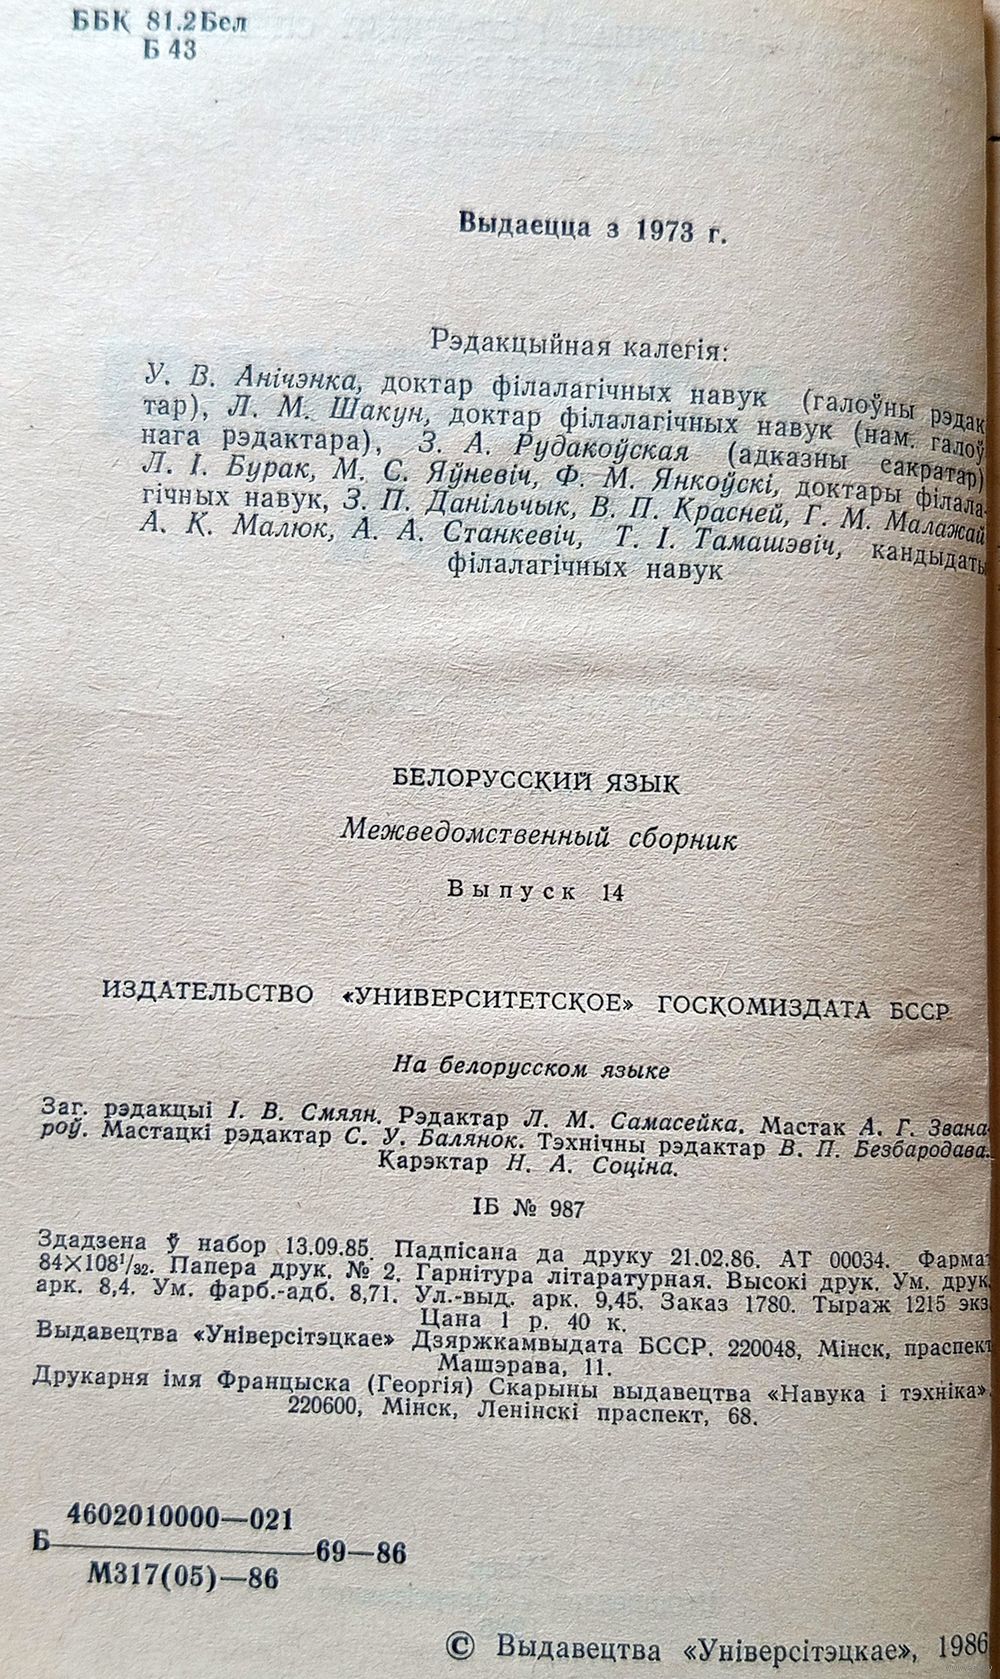 ББК 81.2Бел
Б 43
Выдаецца з 1973 г.
Рэдакцыйная калегія:
У. В. Анічэнка, доктар філалагічных навук (галоўны рэдак
тар), Л. М. Шакун, доктар філалагічных навук (нам. галоў
нага рэдактара), З. А. Рудакоўская (адказны сакратар)
Л. І. Бурак, М. С. Яўневіч, Ф. М. Янкоўскі, доктары філала-
гічных навук, З. П. Данільчык, В. П. Красней, Г. М. Малажай
А. К. Малюк, А. А. Станкевіч, Т. І. Тамашэвіч, кандыдаты
філалагічных навук
БЕЛОРУССКИЙ ЯЗЫК
Межведомственный сборник
Выпуск 14
ИЗДАТЕЛЬСТВО «УНИВЕРСИТЕТСКОЕ» ГОСКОМИЗДАТА БССР
На белорусском языке
Заг. рэдакцыі І. В. Смяян. Рэдактар Л. М. Самасейка. Мастак А. Г. Звана-
роў. Мастацкі рэдактар С. У. Балянок. Тэхнічны рэдактар В. П. Безбародава.
Карэктар Н. А. Соціна.
ІБ № 987
Здадзена ў набор 13.09.85. Падпісана да друку 21.02.86. АТ 00034. Фармат
84×108¹/₃₂. Папера друк. № 2. Гарнітура літаратурная. Высокі друк. Ум. друк.
арк. 8,4. Ум. фарб.-адб. 8,71. Ул.-выд. арк. 9,45. Заказ 1780. Тыраж 1215 экз.
Цана 1 р. 40 к.
Выдавецтва «Універсітэцкае» Дзяржкамвыдата БССР. 220048, Мінск, праспект
Машэрава, 11.
Друкарня імя Францыска (Георгія) Скарыны выдавецтва «Навука і тэхніка».
220600, Мінск, Ленінскі праспект, 68.
4602010000—021
Б 69—86
М317(05)—86
© Выдавецтва «Універсітэцкае», 1986